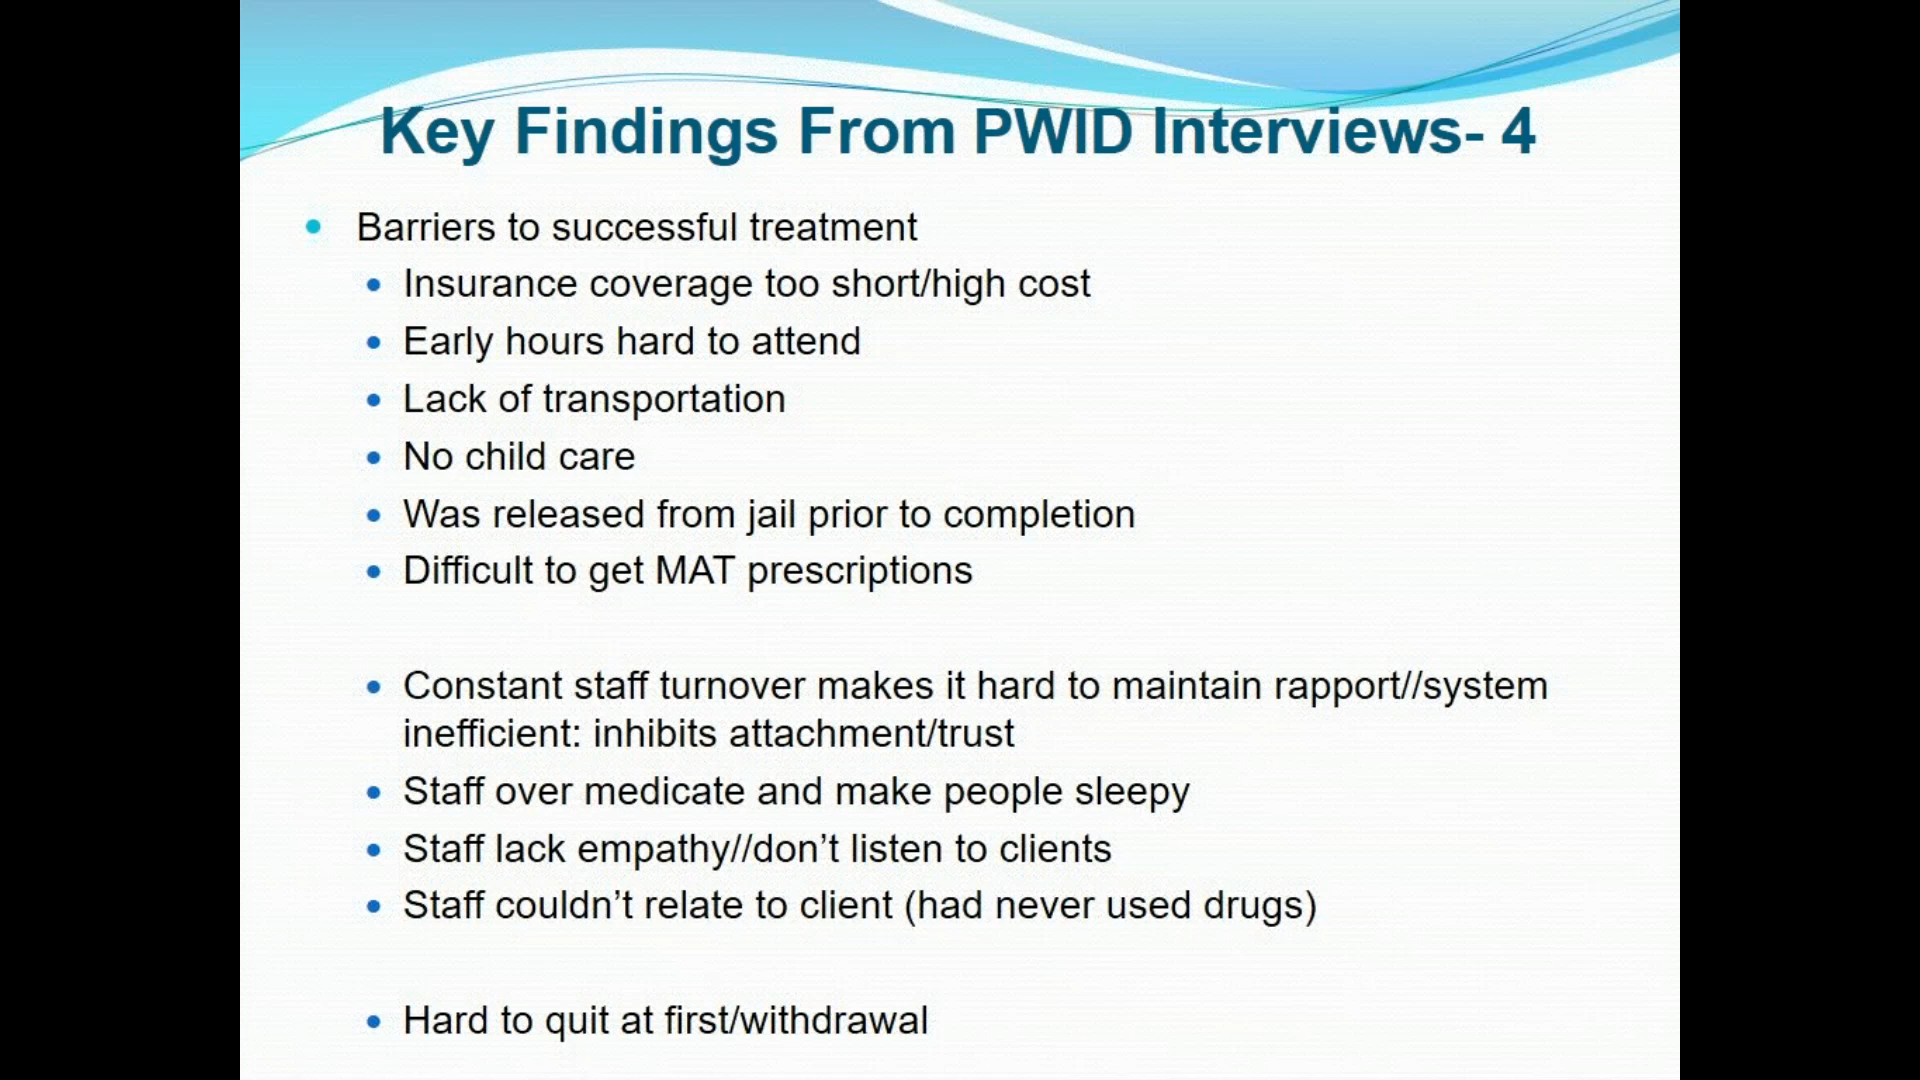 Key Findings From PWID Interviews- 4
Barriers to successful treatment
Insurance coverage too short/high cost
Early hours hard to attend
Lack of transportation
No child care
Was released from jail prior to completion
Difficult to get MAT prescriptions
Constant staff turnover makes it hard to maintain rapport//system
inefficient: inhibits attachment/trust
Staff over medicate and make people sleepy
Staff lack empathy//don’t listen to clients
Staff couldn’t relate to client (had never used drugs)
Hard to quit at first/withdrawal